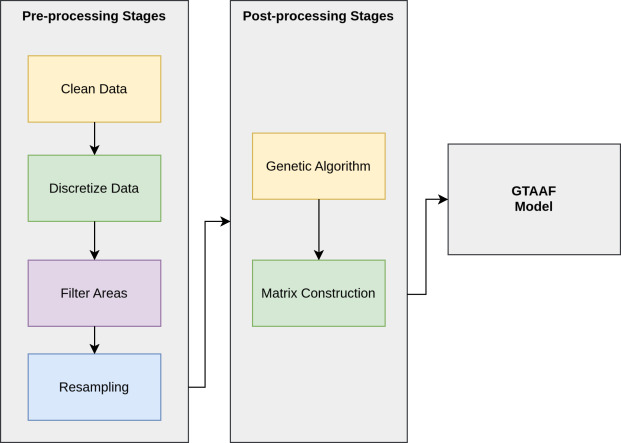 Pre-processing Stages
Clean Data
Discretize Data
Filter Areas
Resampling
Post-processing Stages
Genetic Algorithm
Matrix Construction
GTAAF
Model